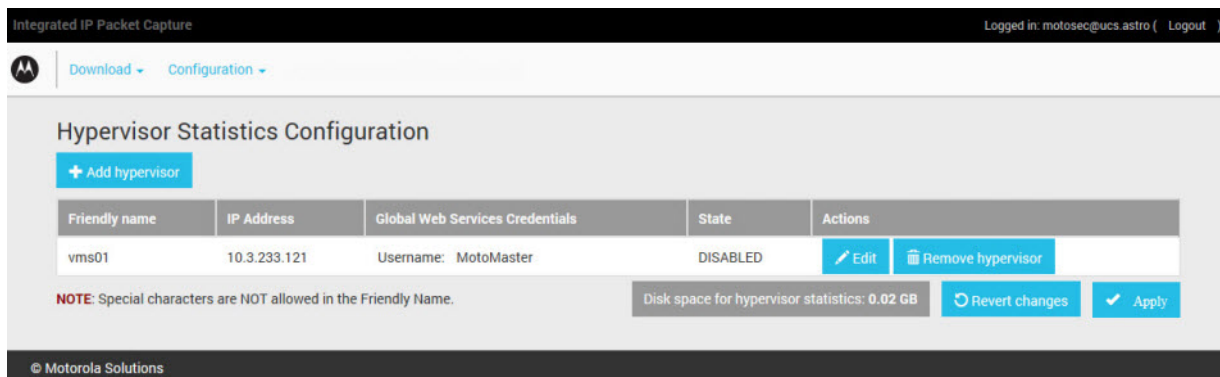 Integrated IP Packet Capture
Logged in: motosec@ucs.astro ( Logout )
Download Configuration
Hypervisor Statistics Configuration
Add hypervisor
Friendly name IP Address Global Web Services Credentials State Actions
vms01 10.3.233.121 Username: MotoMaster DISABLED Edit Remove hypervisor
NOTE: Special characters are NOT allowed in the Friendly Name. Disk space for hypervisor statistics: 0.02 GB Revert changes Apply
© Motorola Solutions